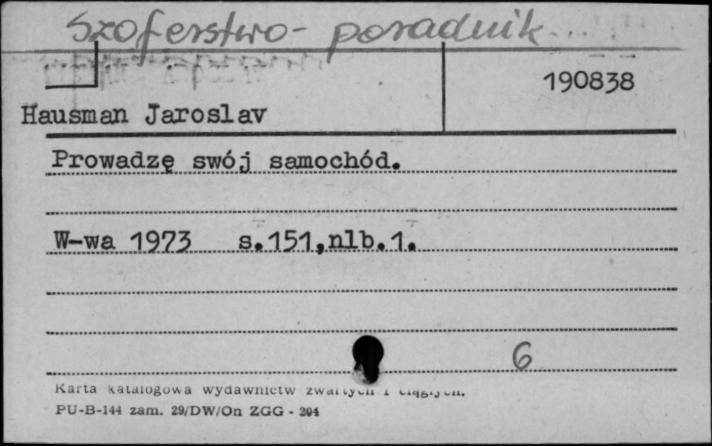 Szoferstwo - poradnik
190838
Hausman Jaroslav
Prowadzę swój samochód.
W-wa 1973 s.151,nlb.1.
6
Karta katalogowa wydawnictw zwartych i ciągłych.
PU-B-144 zam. 29/DW/On ZGG - 204